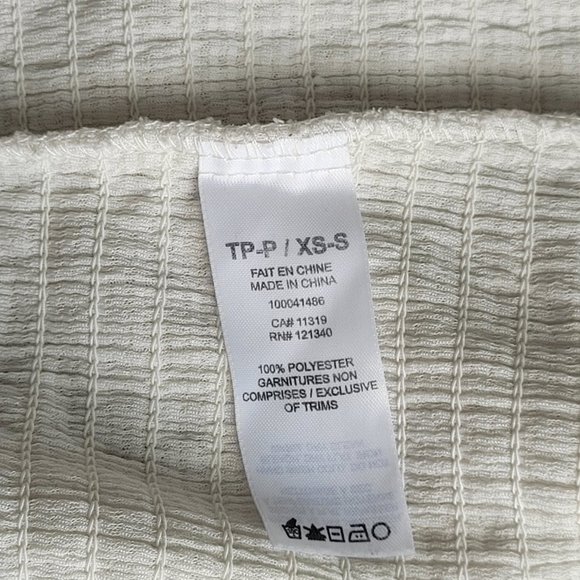 TP-P / XS-S
FAIT EN CHINE
MADE IN CHINA
100041486
CA# 11319
RN# 121340
100% POLYESTER
GARNITURES NON
COMPRISES / EXCLUSIVE
OF TRIMS